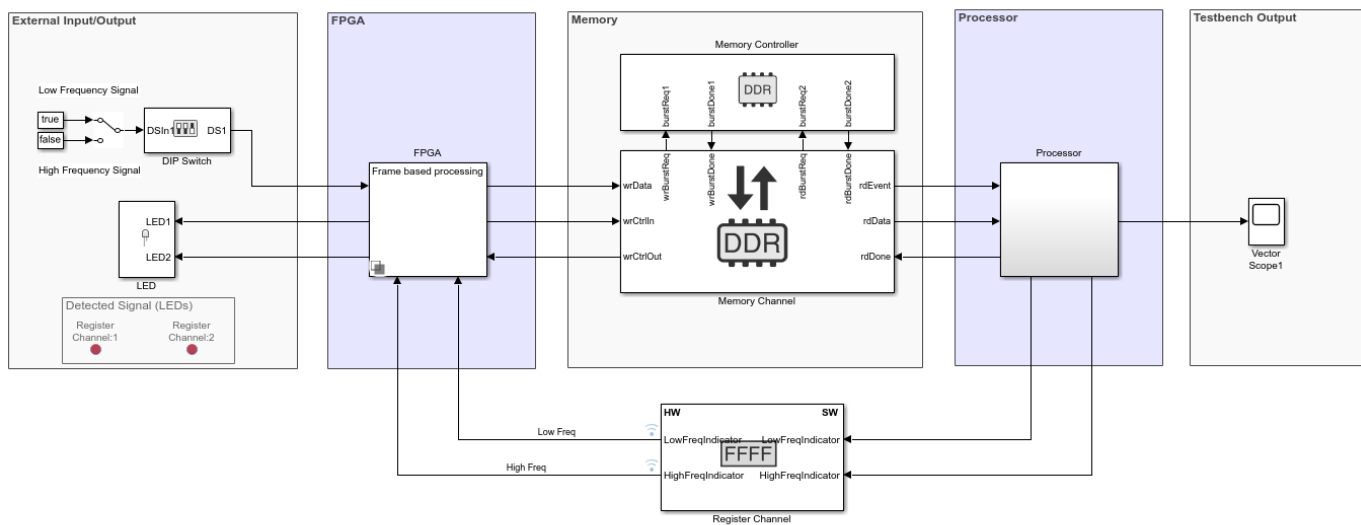 External Input/Output
FPGA
Memory
Processor
Testbench Output
Low Frequency Signal
true
false
High Frequency Signal
DSIn1
DS1
DIP Switch
LED1
LED2
LED
Detected Signal (LEDs)
Register
Channel:1
Register
Channel:2
FPGA
Frame based processing
Memory Controller
DDR
burstReq1
burstDone1
burstReq2
burstDone2
wrBurstReq
wrBurstDone
rdBurstReq
rdBurstDone
wrData
wrCtrlIn
wrCtrlOut
DDR
rdEvent
rdData
rdDone
Memory Channel
Processor
Vector
Scope1
Low Freq
High Freq
HW
SW
LowFreqIndicator
LowFreqIndicator
FFFF
HighFreqIndicator
HighFreqIndicator
Register Channel